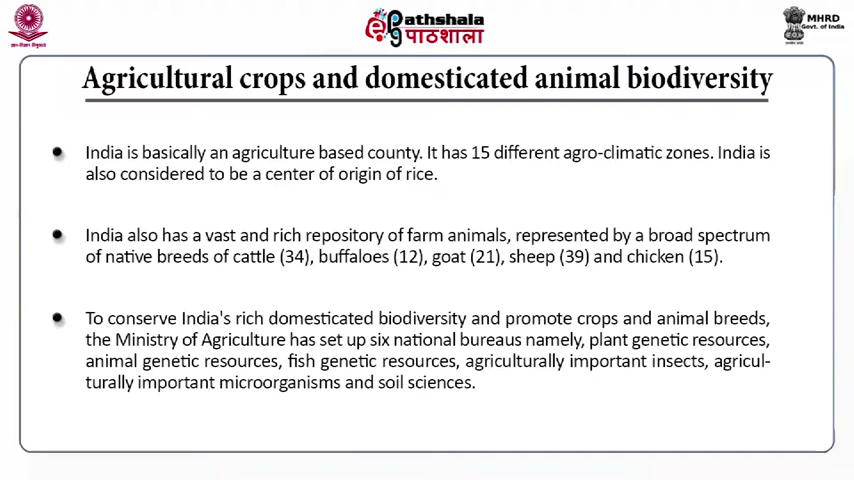 Pathshala
पाठशाला
MHRD
Govt. of India
Agricultural crops and domesticated animal biodiversity
India is basically an agriculture based county. It has 15 different agro-climatic zones. India is
also considered to be a center of origin of rice.
India also has a vast and rich repository of farm animals, represented by a broad spectrum
of native breeds of cattle (34), buffaloes (12), goat (21), sheep (39) and chicken (15).
To conserve India's rich domesticated biodiversity and promote crops and animal breeds,
the Ministry of Agriculture has set up six national bureaus namely, plant genetic resources,
animal genetic resources, fish genetic resources, agriculturally important insects, agricul-
turally important microorganisms and soil sciences.